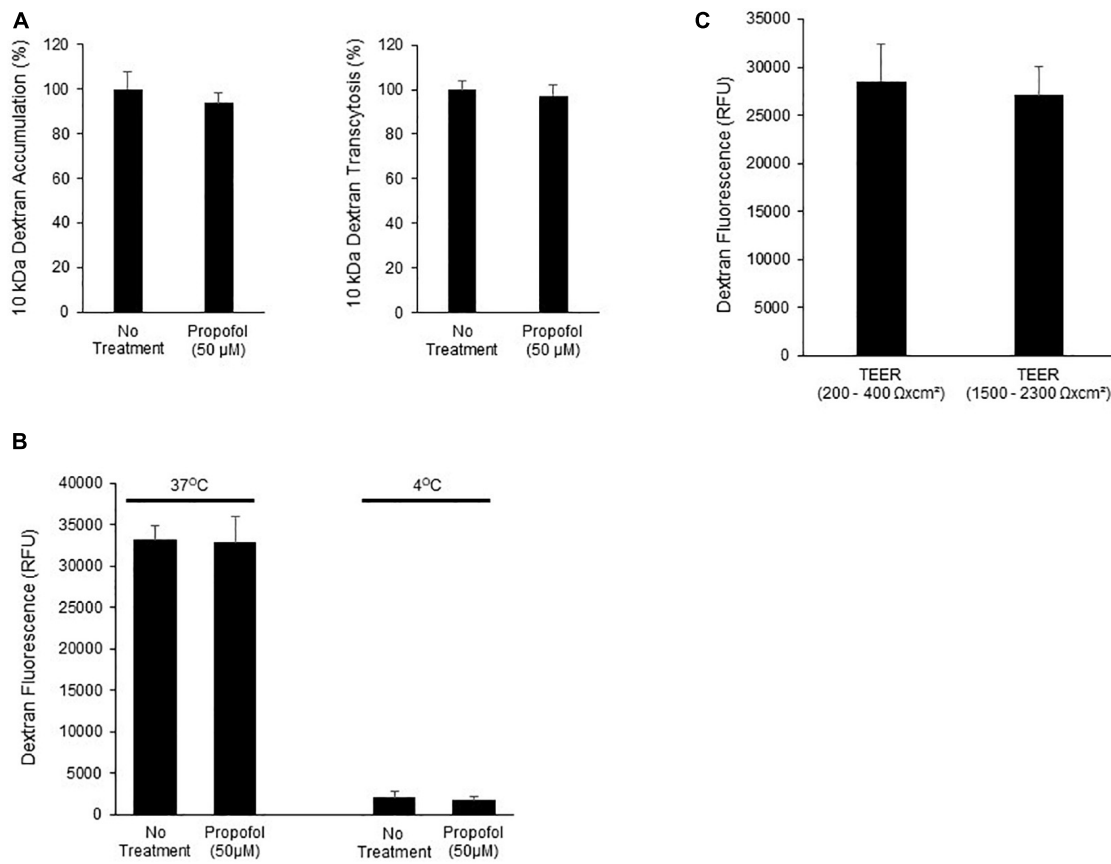 A
10 kDa Dextran Accumulation (%)
120
100
80
60
40
20
0
No
Treatment
Propofol
(50 µM)
10 kDa Dextran Transcytosis (%)
120
100
80
60
40
20
0
No
Treatment
Propofol
(50 µM)
C
Dextran Fluorescence (RFU)
35000
30000
25000
20000
15000
10000
5000
0
TEER
(200 - 400 Ωxcm²)
TEER
(1500 - 2300 Ωxcm²)
B
Dextran Fluorescence (RFU)
40000
35000
30000
25000
20000
15000
10000
5000
0
37°C
4°C
No
Treatment
Propofol
(50µM)
No
Treatment
Propofol
(50µM)